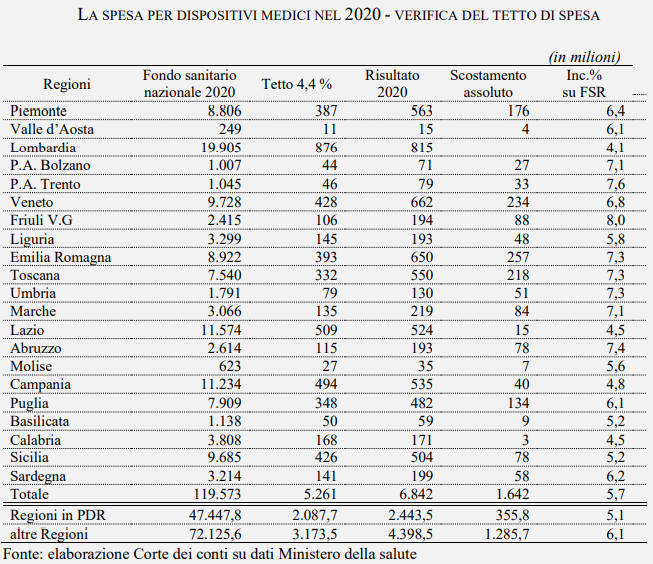 LA SPESA PER DISPOSITIVI MEDICI NEL 2020 - VERIFICA DEL TETTO DI SPESA
(in milioni)
Regioni Fondo sanitario nazionale 2020 Tetto 4,4 % Risultato 2020 Scostamento assoluto Inc.% su FSR
Piemonte 8.806 387 563 176 6,4
Valle d'Aosta 249 11 15 4 6,1
Lombardia 19.905 876 815 4,1
P.A. Bolzano 1.007 44 71 27 7,1
P.A. Trento 1.045 46 79 33 7,6
Veneto 9.728 428 662 234 6,8
Friuli V.G 2.415 106 194 88 8,0
Liguria 3.299 145 193 48 5,8
Emilia Romagna 8.922 393 650 257 7,3
Toscana 7.540 332 550 218 7,3
Umbria 1.791 79 130 51 7,3
Marche 3.066 135 219 84 7,1
Lazio 11.574 509 524 15 4,5
Abruzzo 2.614 115 193 78 7,4
Molise 623 27 35 7 5,6
Campania 11.234 494 535 40 4,8
Puglia 7.909 348 482 134 6,1
Basilicata 1.138 50 59 9 5,2
Calabria 3.808 168 171 3 4,5
Sicilia 9.685 426 504 78 5,2
Sardegna 3.214 141 199 58 6,2
Totale 119.573 5.261 6.842 1.642 5,7
Regioni in PDR 47.447,8 2.087,7 2.443,5 355,8 5,1
altre Regioni 72.125,6 3.173,5 4.398,5 1.285,7 6,1
Fonte: elaborazione Corte dei conti su dati Ministero della salute